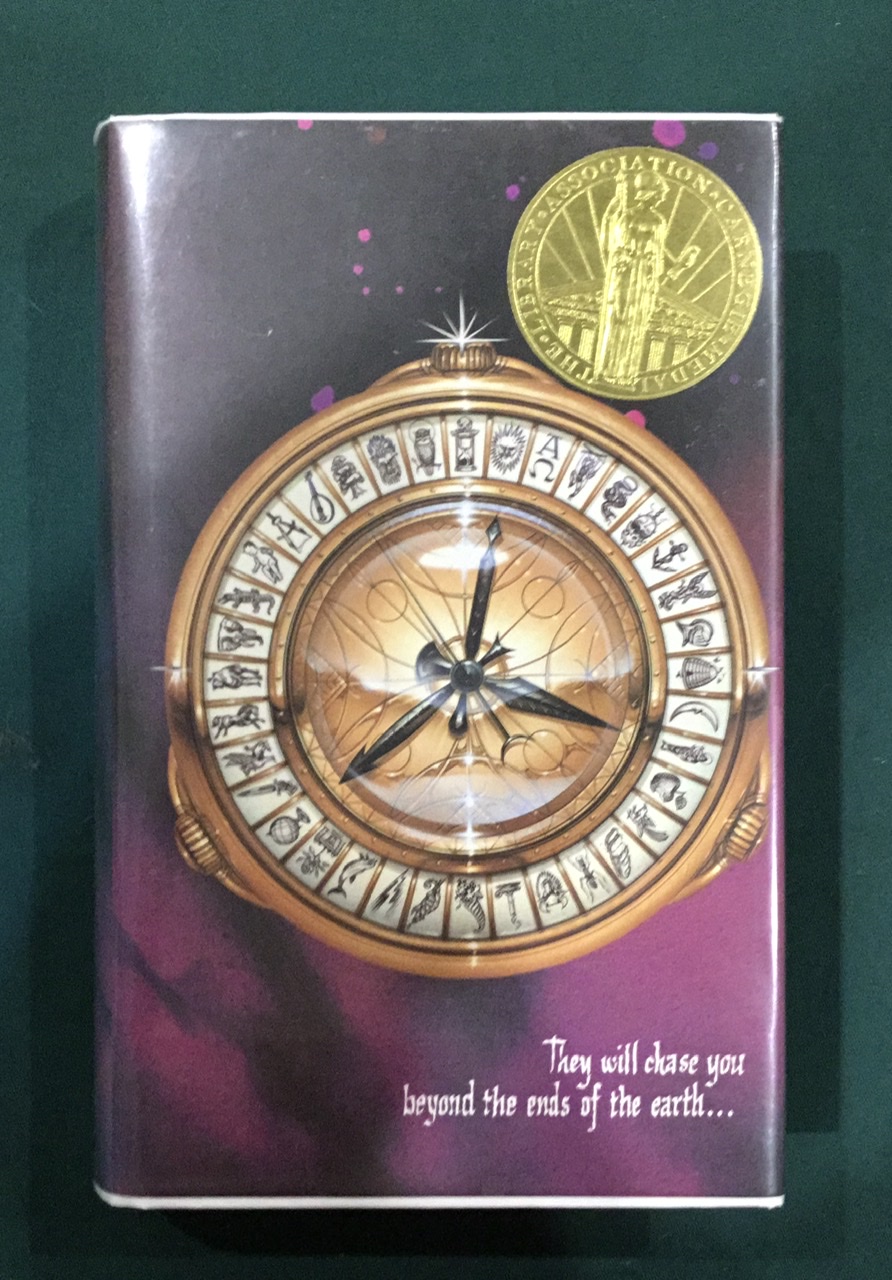 THE · LIBRARY · ASSOCIATION · CARNEGIE · MEDAL
Α
Ω
They will chase you
beyond the ends of the earth...